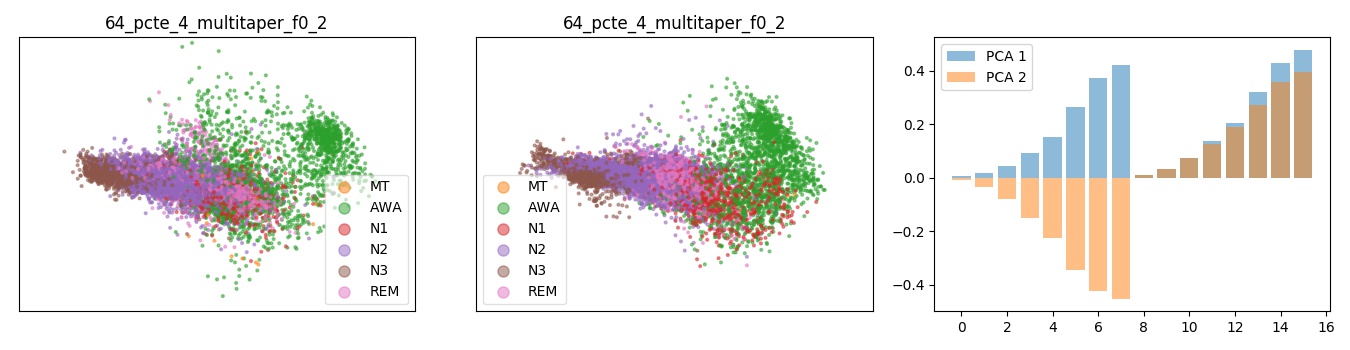 64_pcte_4_multitaper_f0_2
MT
AWA
N1
N2
N3
REM
64_pcte_4_multitaper_f0_2
MT
AWA
N1
N2
N3
REM
PCA 1
PCA 2
0.4
0.2
0.0
−0.2
−0.4
0 2 4 6 8 10 12 14 16